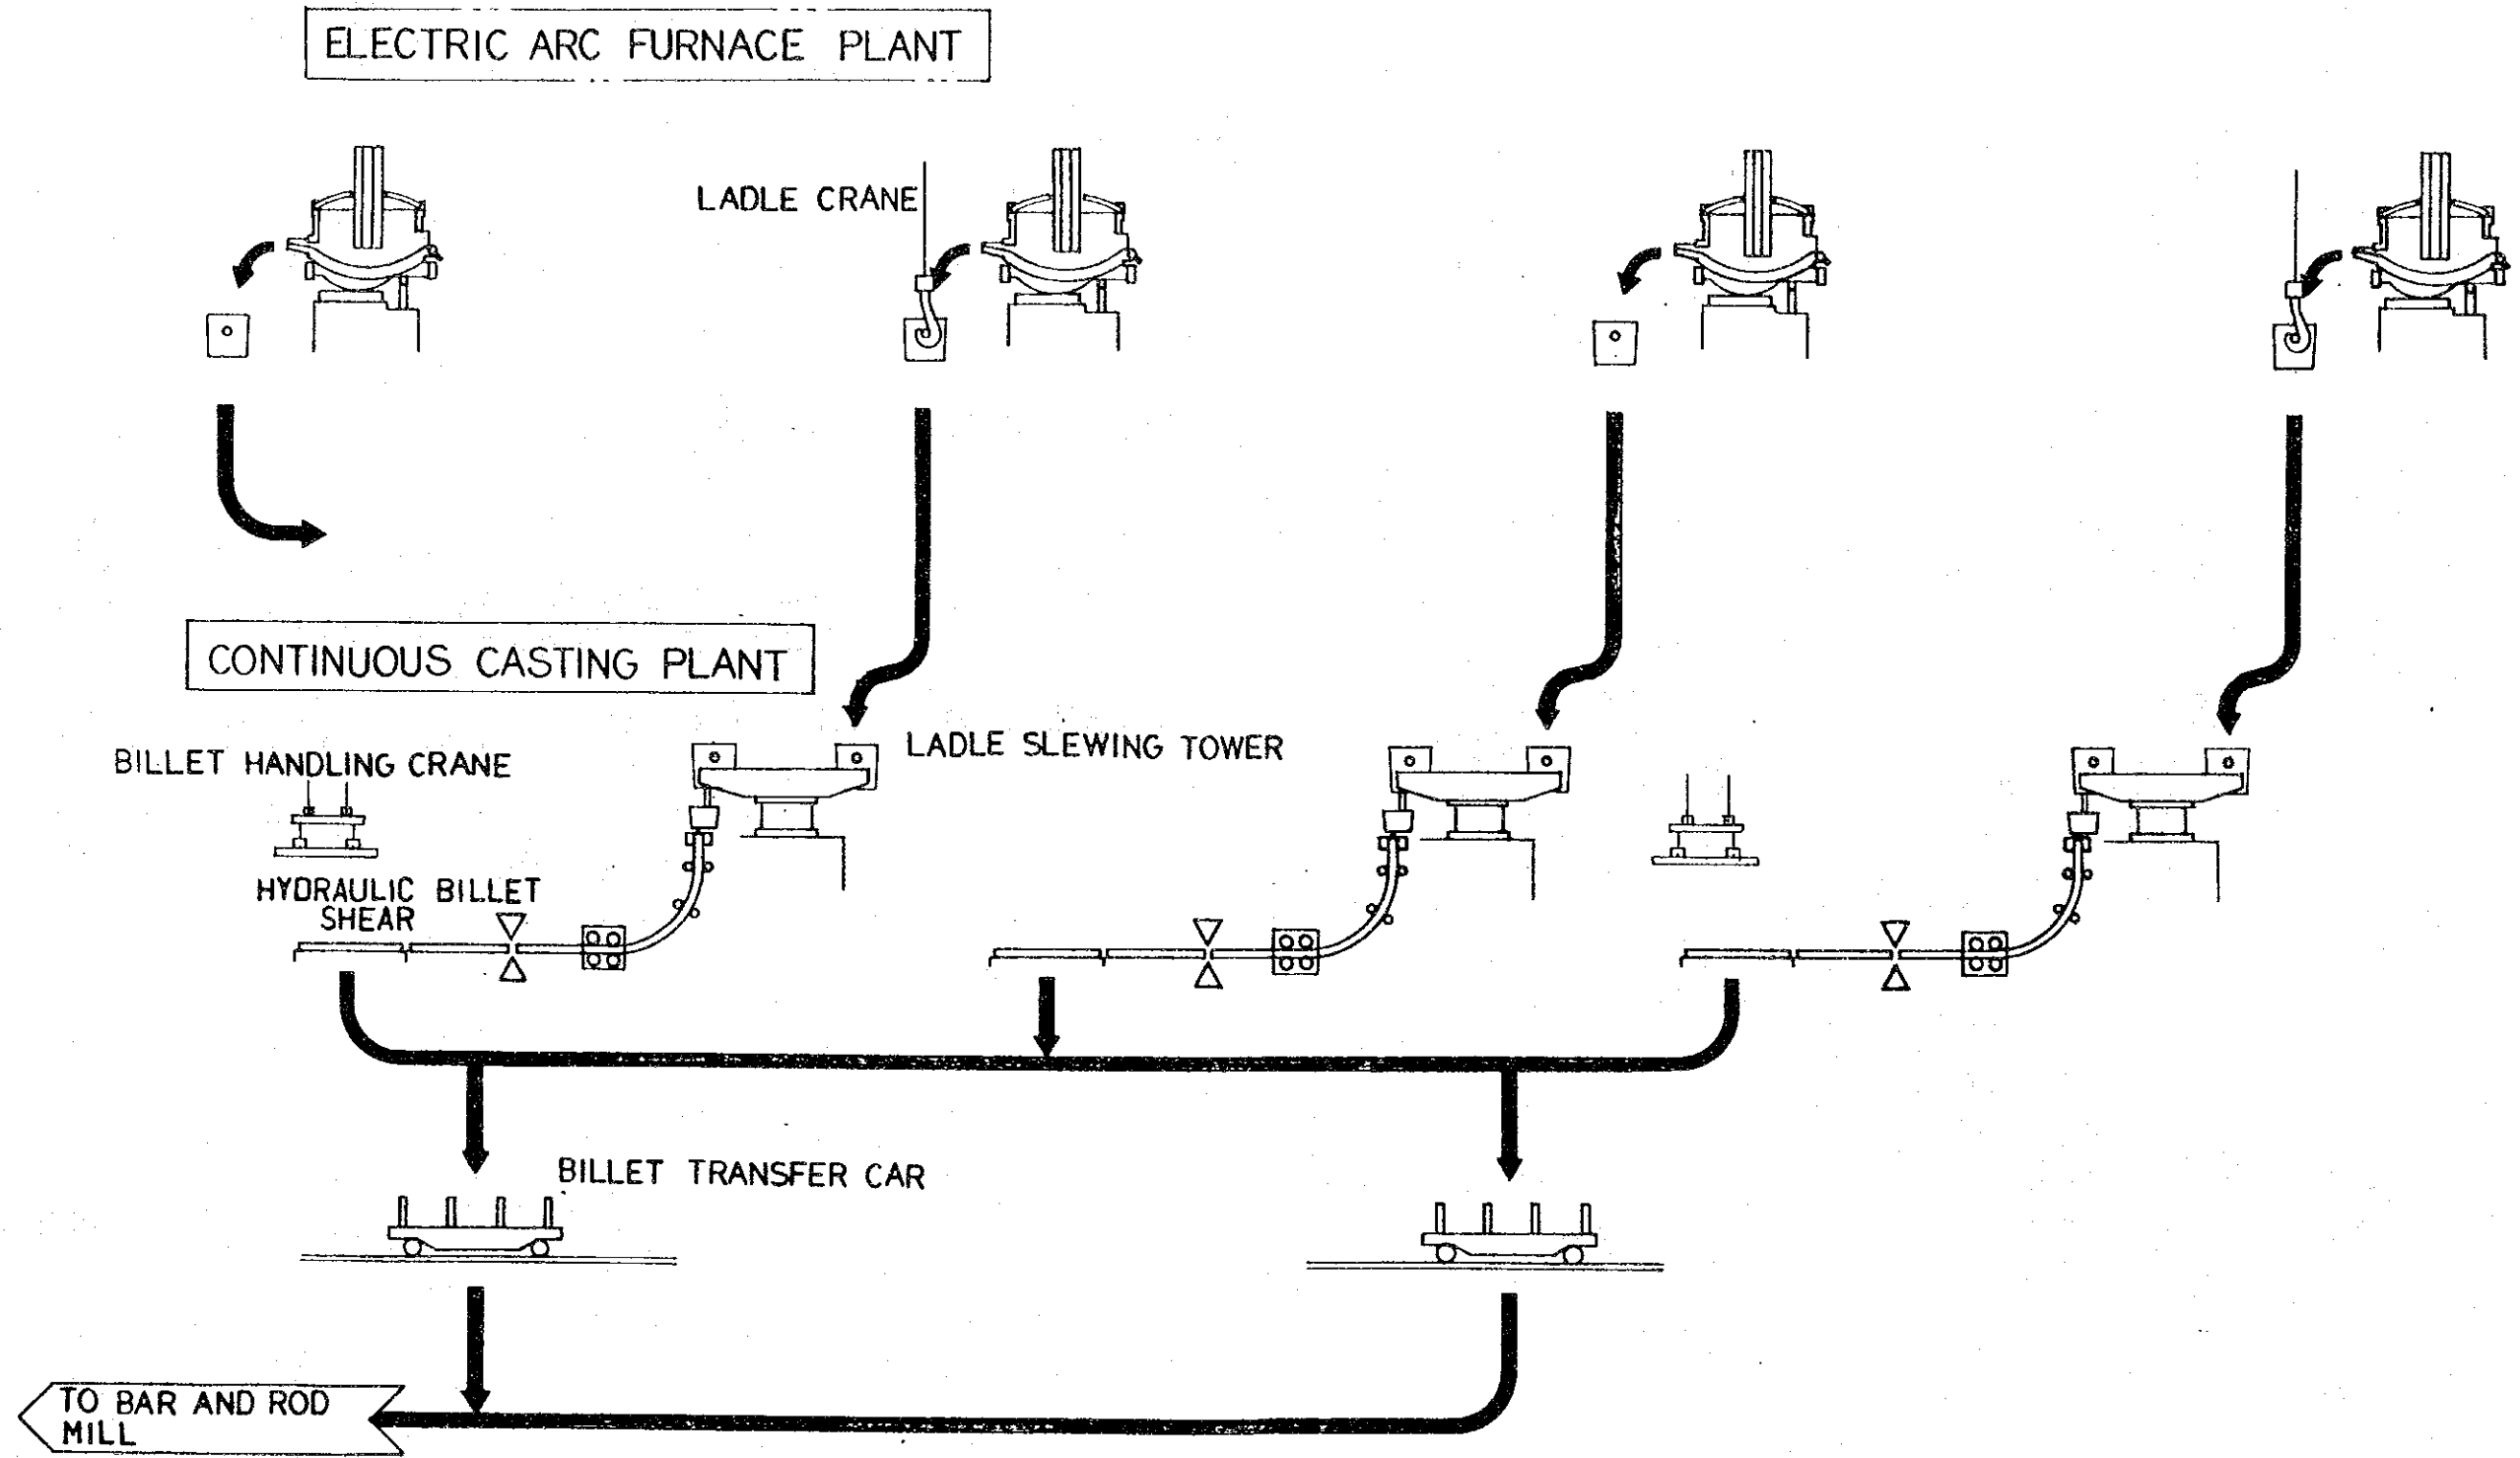 ELECTRIC ARC FURNACE PLANT
LADLE CRANE
CONTINUOUS CASTING PLANT
LADLE SLEWING TOWER
BILLET HANDLING CRANE
HYDRAULIC BILLET
SHEAR
BILLET TRANSFER CAR
TO BAR AND ROD
MILL